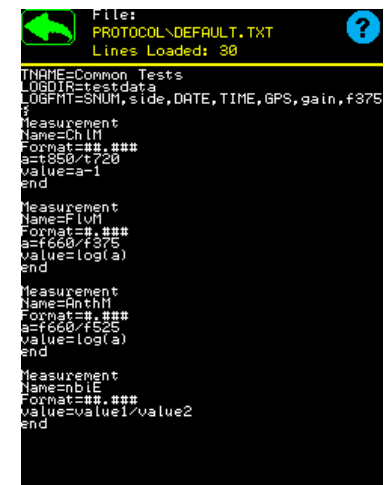 File:
PROTOCOL\DEFAULT.TXT
Lines Loaded: 30
?
TNAME=Common Tests
LOGDIR=testdata
LOGFMT=SNUM,side,DATE,TIME,GPS,gain,f375
;
Measurement
Name=ChlM
Format=##.###
a=t850/t720
value=a-1
end
Measurement
Name=FlvM
Format=#.###
a=f660/f375
value=log(a)
end
Measurement
Name=AnthM
Format=#.###
a=f660/f525
value=log(a)
end
Measurement
Name=nbiE
Format=##.###
value=value1/value2
end